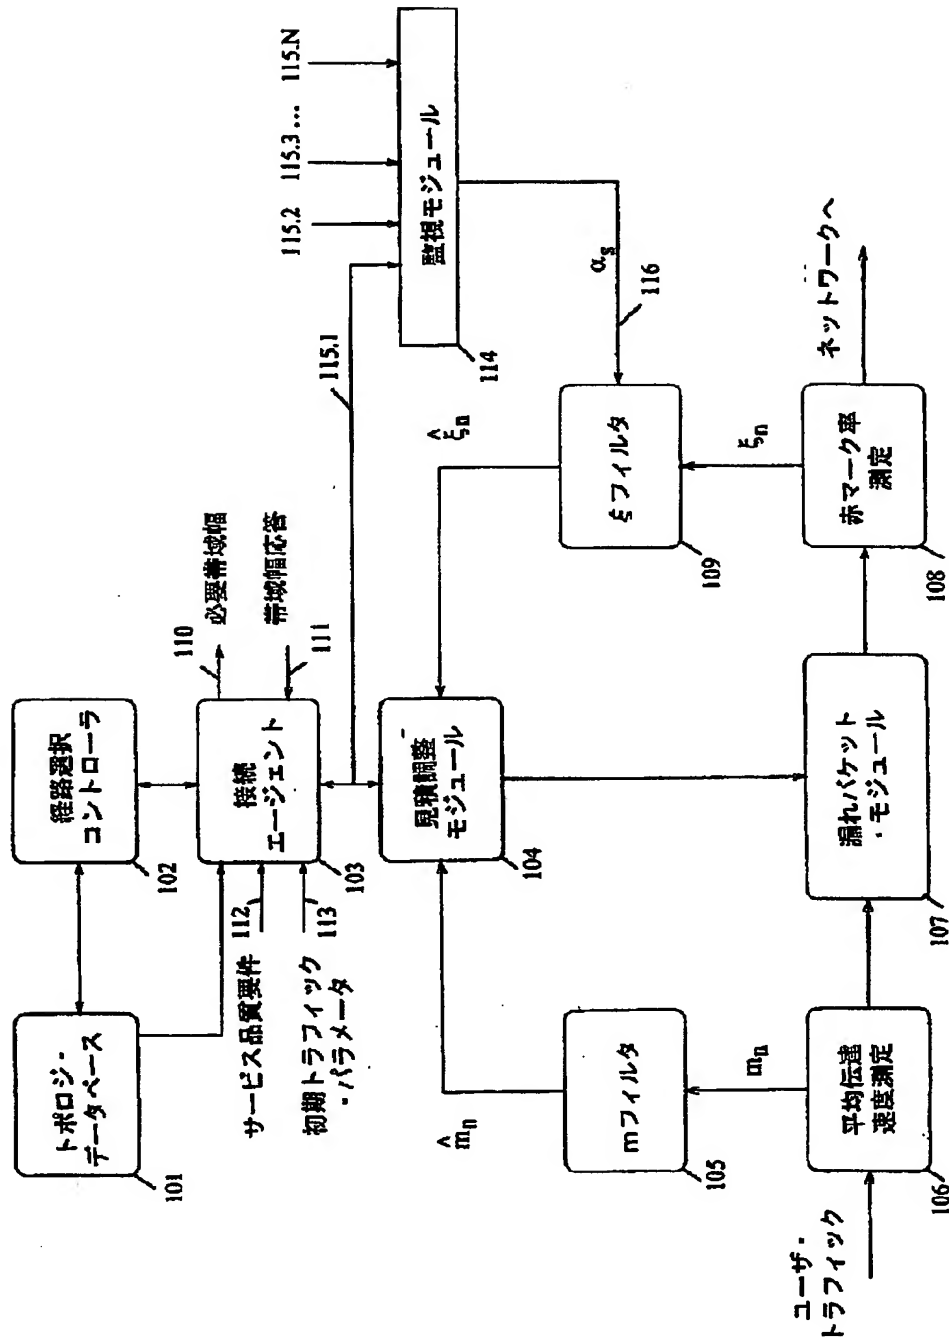 トポロジ・
データベース
101
経路選択
コントローラ
102
接続
エージェント
103
110
必要帯域幅
帯域幅応答
111
112
サービス品質要件
113
初期トラフィック
・パラメータ
115.1
115.2
115.3 ...
115.N
監視モジュール
114
αs
116
見積調整
モジュール
104
m̂n
ξ̂n
mフィルタ
105
ξフィルタ
109
mn
ξn
ユーザ・
トラフィック
平均伝達
速度測定
106
漏れバケット
・モジュール
107
赤マーク率
測定
108
ネットワークへ